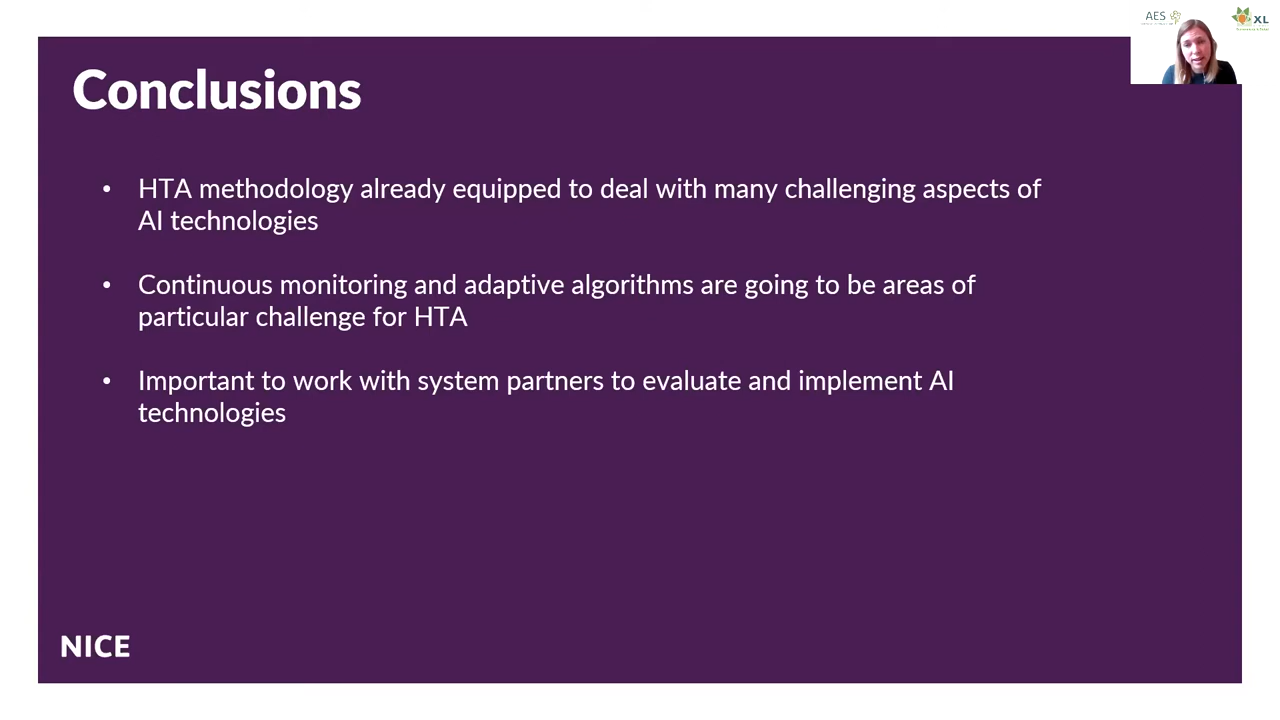 AES
XL
Conclusions
• HTA methodology already equipped to deal with many challenging aspects of
AI technologies
• Continuous monitoring and adaptive algorithms are going to be areas of
particular challenge for HTA
• Important to work with system partners to evaluate and implement AI
technologies
NICE